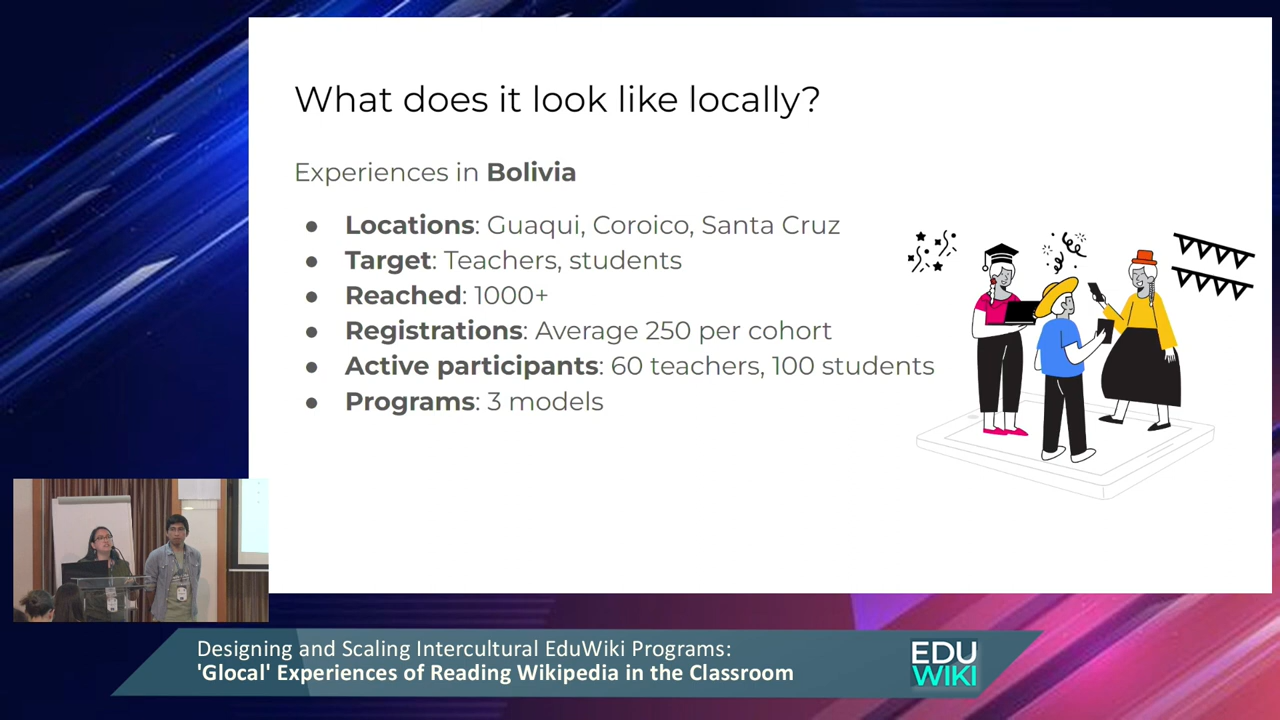 What does it look like locally?
Experiences in Bolivia
● Locations: Guaqui, Coroico, Santa Cruz
● Target: Teachers, students
● Reached: 1000+
● Registrations: Average 250 per cohort
● Active participants: 60 teachers, 100 students
● Programs: 3 models
Designing and Scaling Intercultural EduWiki Programs:
'Glocal' Experiences of Reading Wikipedia in the Classroom
EDU
WIKI